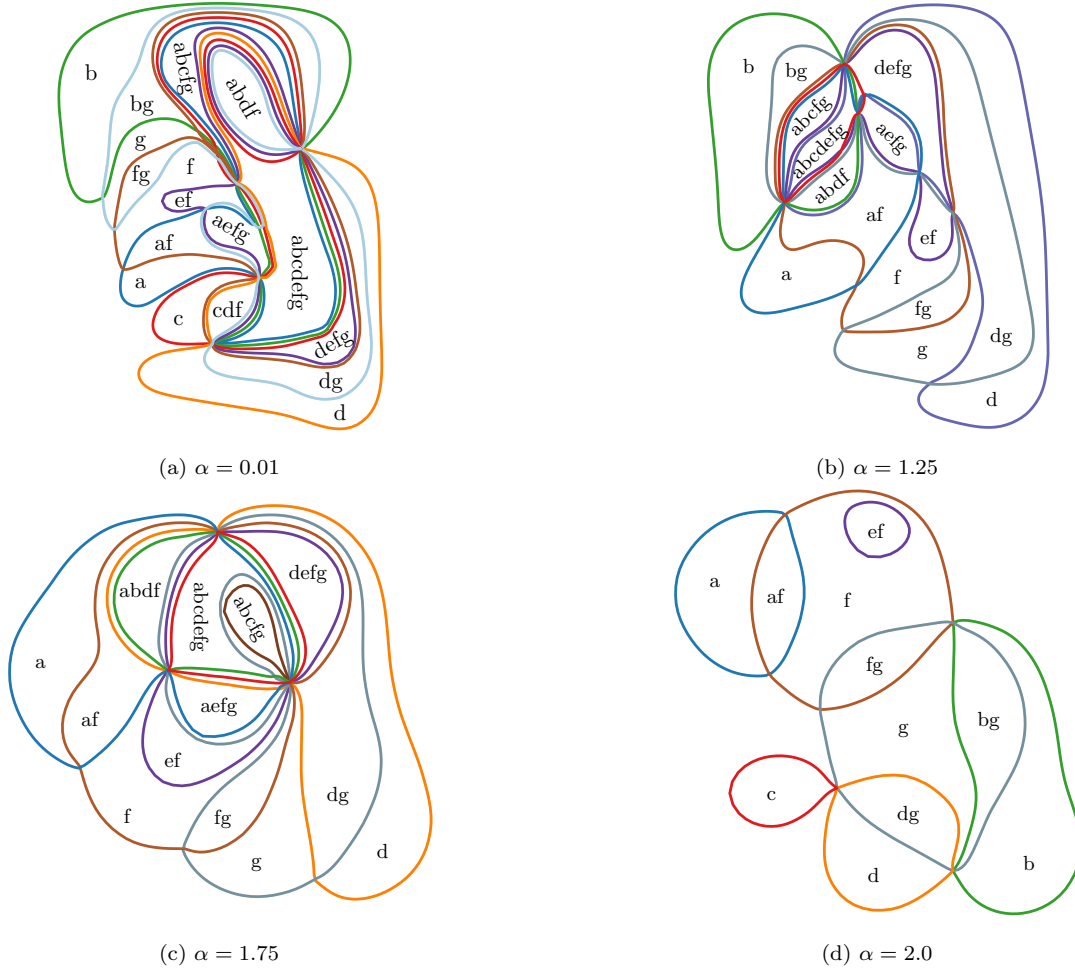 b
bg
g
fg
f
ef
af
aefg
a
c
cdf
abcfg
abdf
abcdefg
defg
dg
d
(a) α = 0.01
b
bg
defg
abcfg
abcdefg
abdf
aefg
af
ef
a
f
fg
g
dg
d
(b) α = 1.25
abdf
defg
abcdefg
abcfg
a
af
aefg
ef
f
fg
g
dg
d
(c) α = 1.75
ef
a
af
f
fg
g
bg
c
dg
d
b
(d) α = 2.0